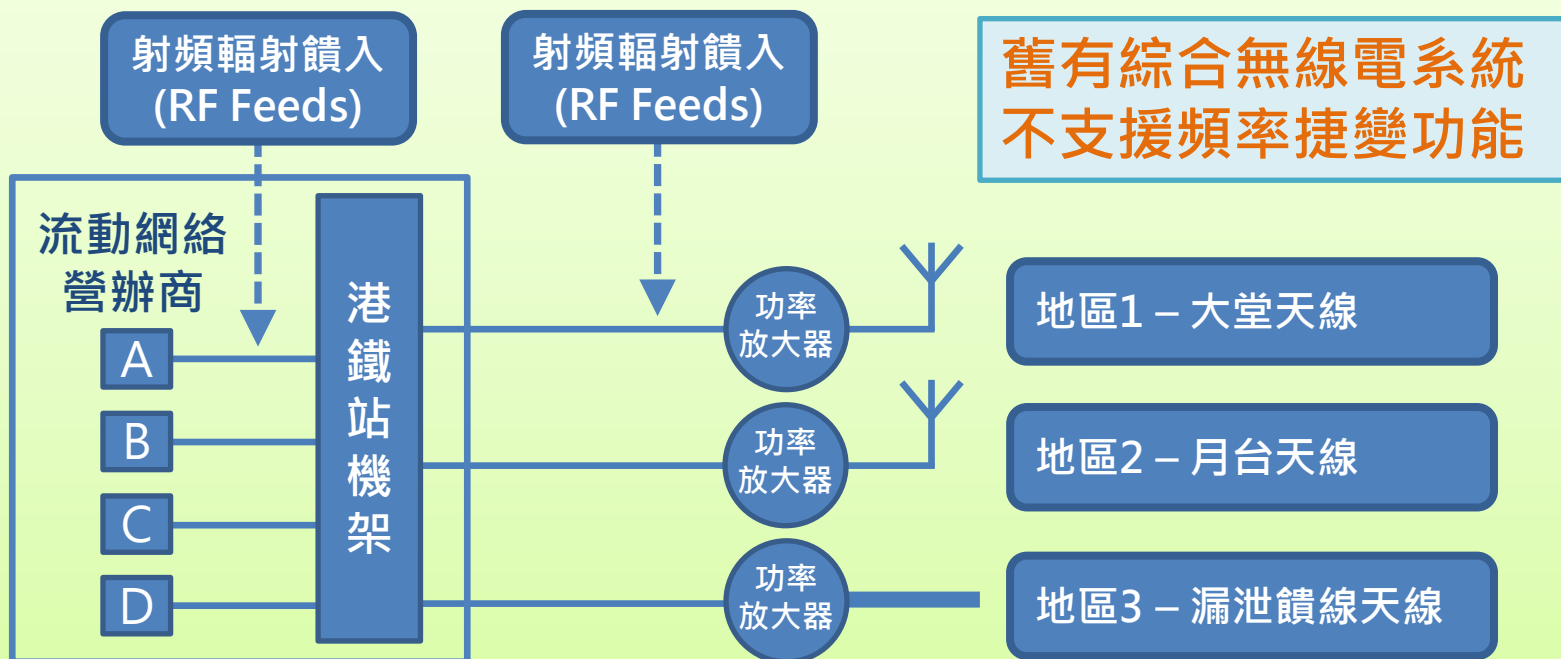 射頻輻射饋入
(RF Feeds)
射頻輻射饋入
(RF Feeds)
舊有綜合無線電系統
不支援頻率捷變功能
流動網絡
營辦商
A
B
C
D
港鐵站機架
功率
放大器
地區1 – 大堂天線
功率
放大器
地區2 – 月台天線
功率
放大器
地區3 – 漏泄饋線天線